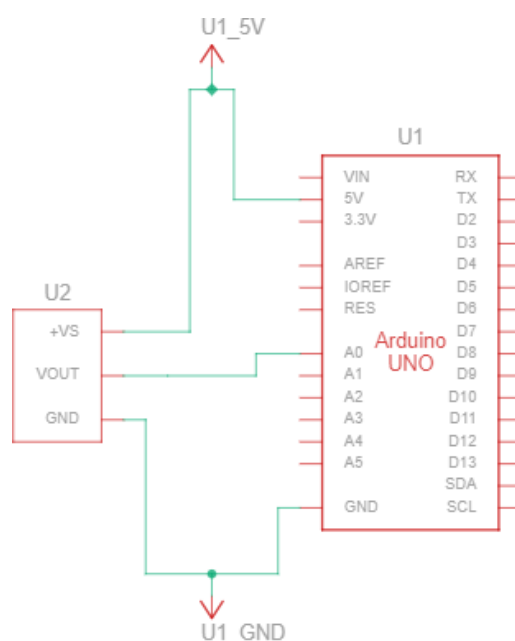 U1_5V
U1
VIN RX
5V TX
3.3V D2
D3
AREF D4
IOREF D5
RES D6
D7
Arduino
UNO
A0 D8
A1 D9
A2 D10
A3 D11
A4 D12
A5 D13
SDA
GND SCL
U2
+VS
VOUT
GND
U1_GND